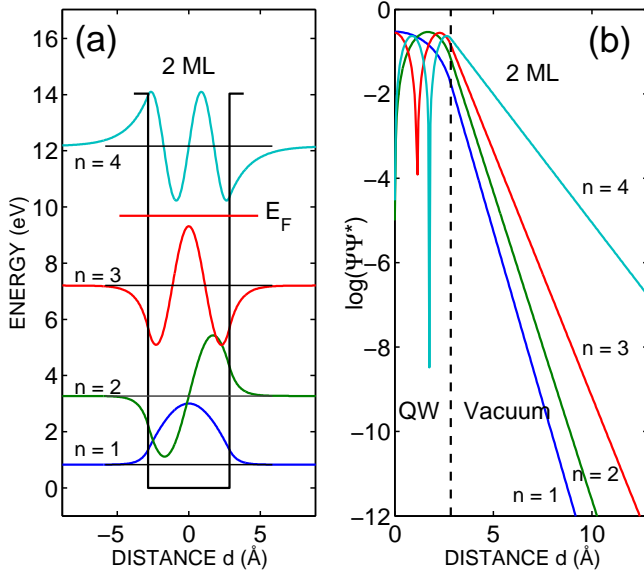 (a)
2 ML
16
14
12
10
8
6
4
2
0
ENERGY (eV)
n = 4
E_F
n = 3
n = 2
n = 1
−5
0
5
DISTANCE d (Å)
(b)
2 ML
0
−2
−4
−6
−8
−10
−12
log(ΨΨ*)
n = 4
n = 3
QW
Vacuum
n = 2
n = 1
0
5
10
DISTANCE d (Å)